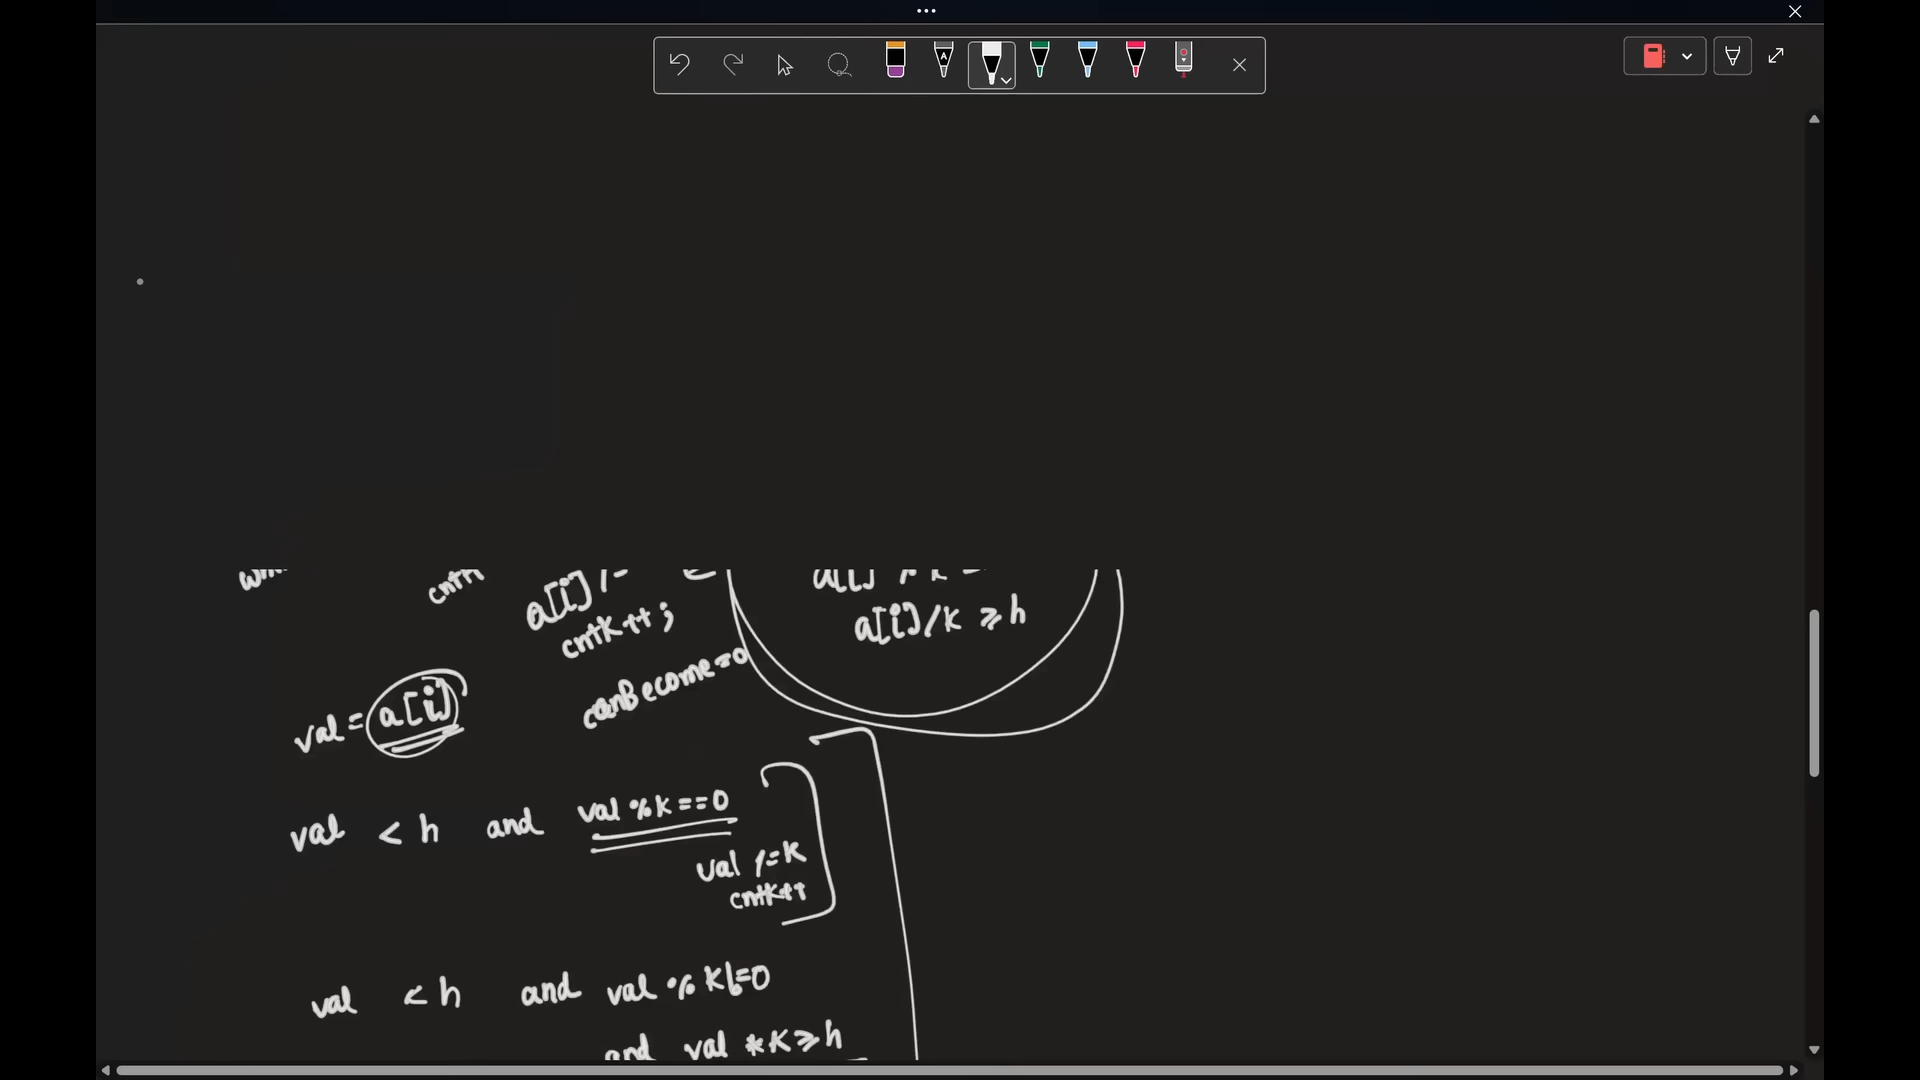 a[i] /=
cntk++;
a[i] % k =
a[i]/k ≥ h
canBecome=0
val = a[i]
val < h and val % k == 0
val /= k
cntk++
val < h and val % k != 0
and val * k ≥ h